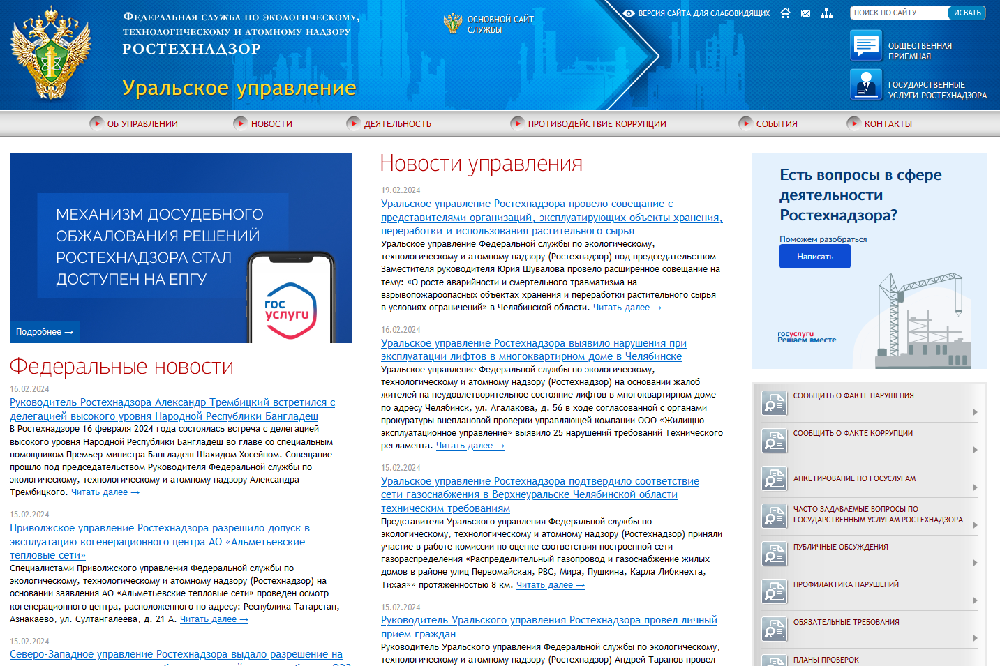 Федеральная служба по экологическому,
технологическому и атомному надзору
РОСТЕХНАДЗОР
Уральское управление
ОСНОВНОЙ САЙТ
СЛУЖБЫ
ВЕРСИЯ САЙТА ДЛЯ СЛАБОВИДЯЩИХ
ПОИСК ПО САЙТУ
ИСКАТЬ
ОБЩЕСТВЕННАЯ
ПРИЕМНАЯ
ГОСУДАРСТВЕННЫЕ
УСЛУГИ РОСТЕХНАДЗОРА
ОБ УПРАВЛЕНИИ
НОВОСТИ
ДЕЯТЕЛЬНОСТЬ
ПРОТИВОДЕЙСТВИЕ КОРРУПЦИИ
СОБЫТИЯ
КОНТАКТЫ
МЕХАНИЗМ ДОСУДЕБНОГО
ОБЖАЛОВАНИЯ РЕШЕНИЙ
РОСТЕХНАДЗОРА СТАЛ
ДОСТУПЕН НА ЕПГУ
гос
услуги
Подробнее →
Федеральные новости
16.02.2024
Руководитель Ростехнадзора Александр Трембицкий встретился с
делегацией высокого уровня Народной Республики Бангладеш
В Ростехнадзоре 16 февраля 2024 года состоялась встреча с делегацией
высокого уровня Народной Республики Бангладеш во главе со специальным
помощником Премьер-министра Бангладеш Шахидом Хосейном. Совещание
прошло под председательством Руководителя Федеральной службы по
экологическому, технологическому и атомному надзору Александра
Трембицкого. Читать далее →
15.02.2024
Приволжское управление Ростехнадзора разрешило допуск в
эксплуатацию когенерационного центра АО «Альметьевские
тепловые сети»
Специалистами Приволжского управления Федеральной службы по
экологическому, технологическому и атомному надзору (Ростехнадзор) на
основании заявления АО «Альметьевские тепловые сети» проведен осмотр
когенерационного центра, расположенного по адресу: Республика Татарстан,
Азнакаево, ул. Султангалеева, д. 21 А. Читать далее →
15.02.2024
Северо-Западное управление Ростехнадзора выдало разрешение на
Новости управления
19.02.2024
Уральское управление Ростехнадзора провело совещание с
представителями организаций, эксплуатирующих объекты хранения,
переработки и использования растительного сырья
Уральское управление Федеральной службы по экологическому,
технологическому и атомному надзору (Ростехнадзор) под председательством
Заместителя руководителя Юрия Шувалова провело расширенное совещание на
тему: «О росте аварийности и смертельного травматизма на
взрывопожароопасных объектах хранения и переработки растительного сырья
в условиях ограничений» в Челябинской области. Читать далее →
16.02.2024
Уральское управление Ростехнадзора выявило нарушения при
эксплуатации лифтов в многоквартирном доме в Челябинске
Уральское управление Федеральной службы по экологическому,
технологическому и атомному надзору (Ростехнадзор) на основании жалоб
жителей на неудовлетворительное состояние лифтов в многоквартирном доме
по адресу Челябинск, ул. Агалакова, д. 56 в ходе согласованной с органами
прокуратуры внеплановой проверки управляющей компании ООО «Жилищно-
эксплуатационное управление» выявило 25 нарушений требований Технического
регламента. Читать далее →
15.02.2024
Уральское управление Ростехнадзора подтвердило соответствие
сети газоснабжения в Верхнеуральске Челябинской области
техническим требованиям
Представители Уральского управления Федеральной службы по
экологическому, технологическому и атомному надзору (Ростехнадзор) приняли
участие в работе комиссии по оценке соответствия построенной сети
газораспределения «Распределительный газопровод и газоснабжение жилых
домов в районе улиц Первомайская, РВС, Мира, Пушкина, Карла Либкнехта,
Тихая»» протяженностью 8 км. Читать далее →
15.02.2024
Руководитель Уральского управления Ростехнадзора провел личный
прием граждан
Руководитель Уральского управления Федеральной службы по экологическому,
технологическому и атомному надзору (Ростехнадзор) Андрей Таранов провел
Есть вопросы в сфере
деятельности
Ростехнадзора?
Поможем разобраться
Написать
госуслуги
Решаем вместе
СООБЩИТЬ О ФАКТЕ НАРУШЕНИЯ
СООБЩИТЬ О ФАКТЕ КОРРУПЦИИ
АНКЕТИРОВАНИЕ ПО ГОСУСЛУГАМ
ЧАСТО ЗАДАВАЕМЫЕ ВОПРОСЫ ПО
ГОСУДАРСТВЕННЫМ УСЛУГАМ РОСТЕХНАДЗОРА
ПУБЛИЧНЫЕ ОБСУЖДЕНИЯ
ПРОФИЛАКТИКА НАРУШЕНИЙ
ОБЯЗАТЕЛЬНЫЕ ТРЕБОВАНИЯ
ПЛАНЫ ПРОВЕРОК